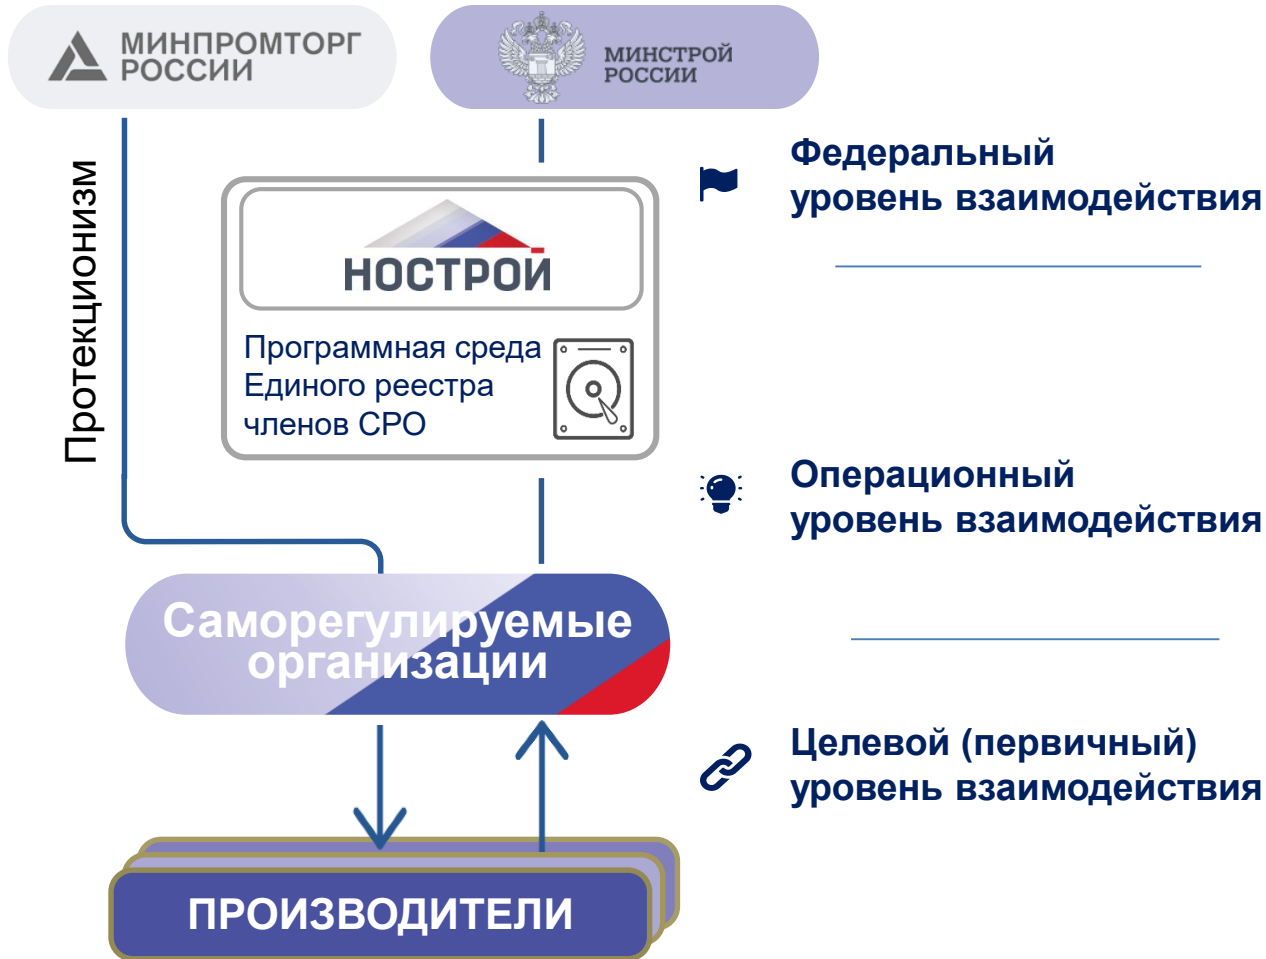 МИНПРОМТОРГ
РОССИИ
МИНСТРОЙ
РОССИИ
Протекционизм
НОСТРОЙ
Программная среда
Единого реестра
членов СРО
Федеральный
уровень взаимодействия
Операционный
уровень взаимодействия
Саморегулируемые
организации
Целевой (первичный)
уровень взаимодействия
ПРОИЗВОДИТЕЛИ